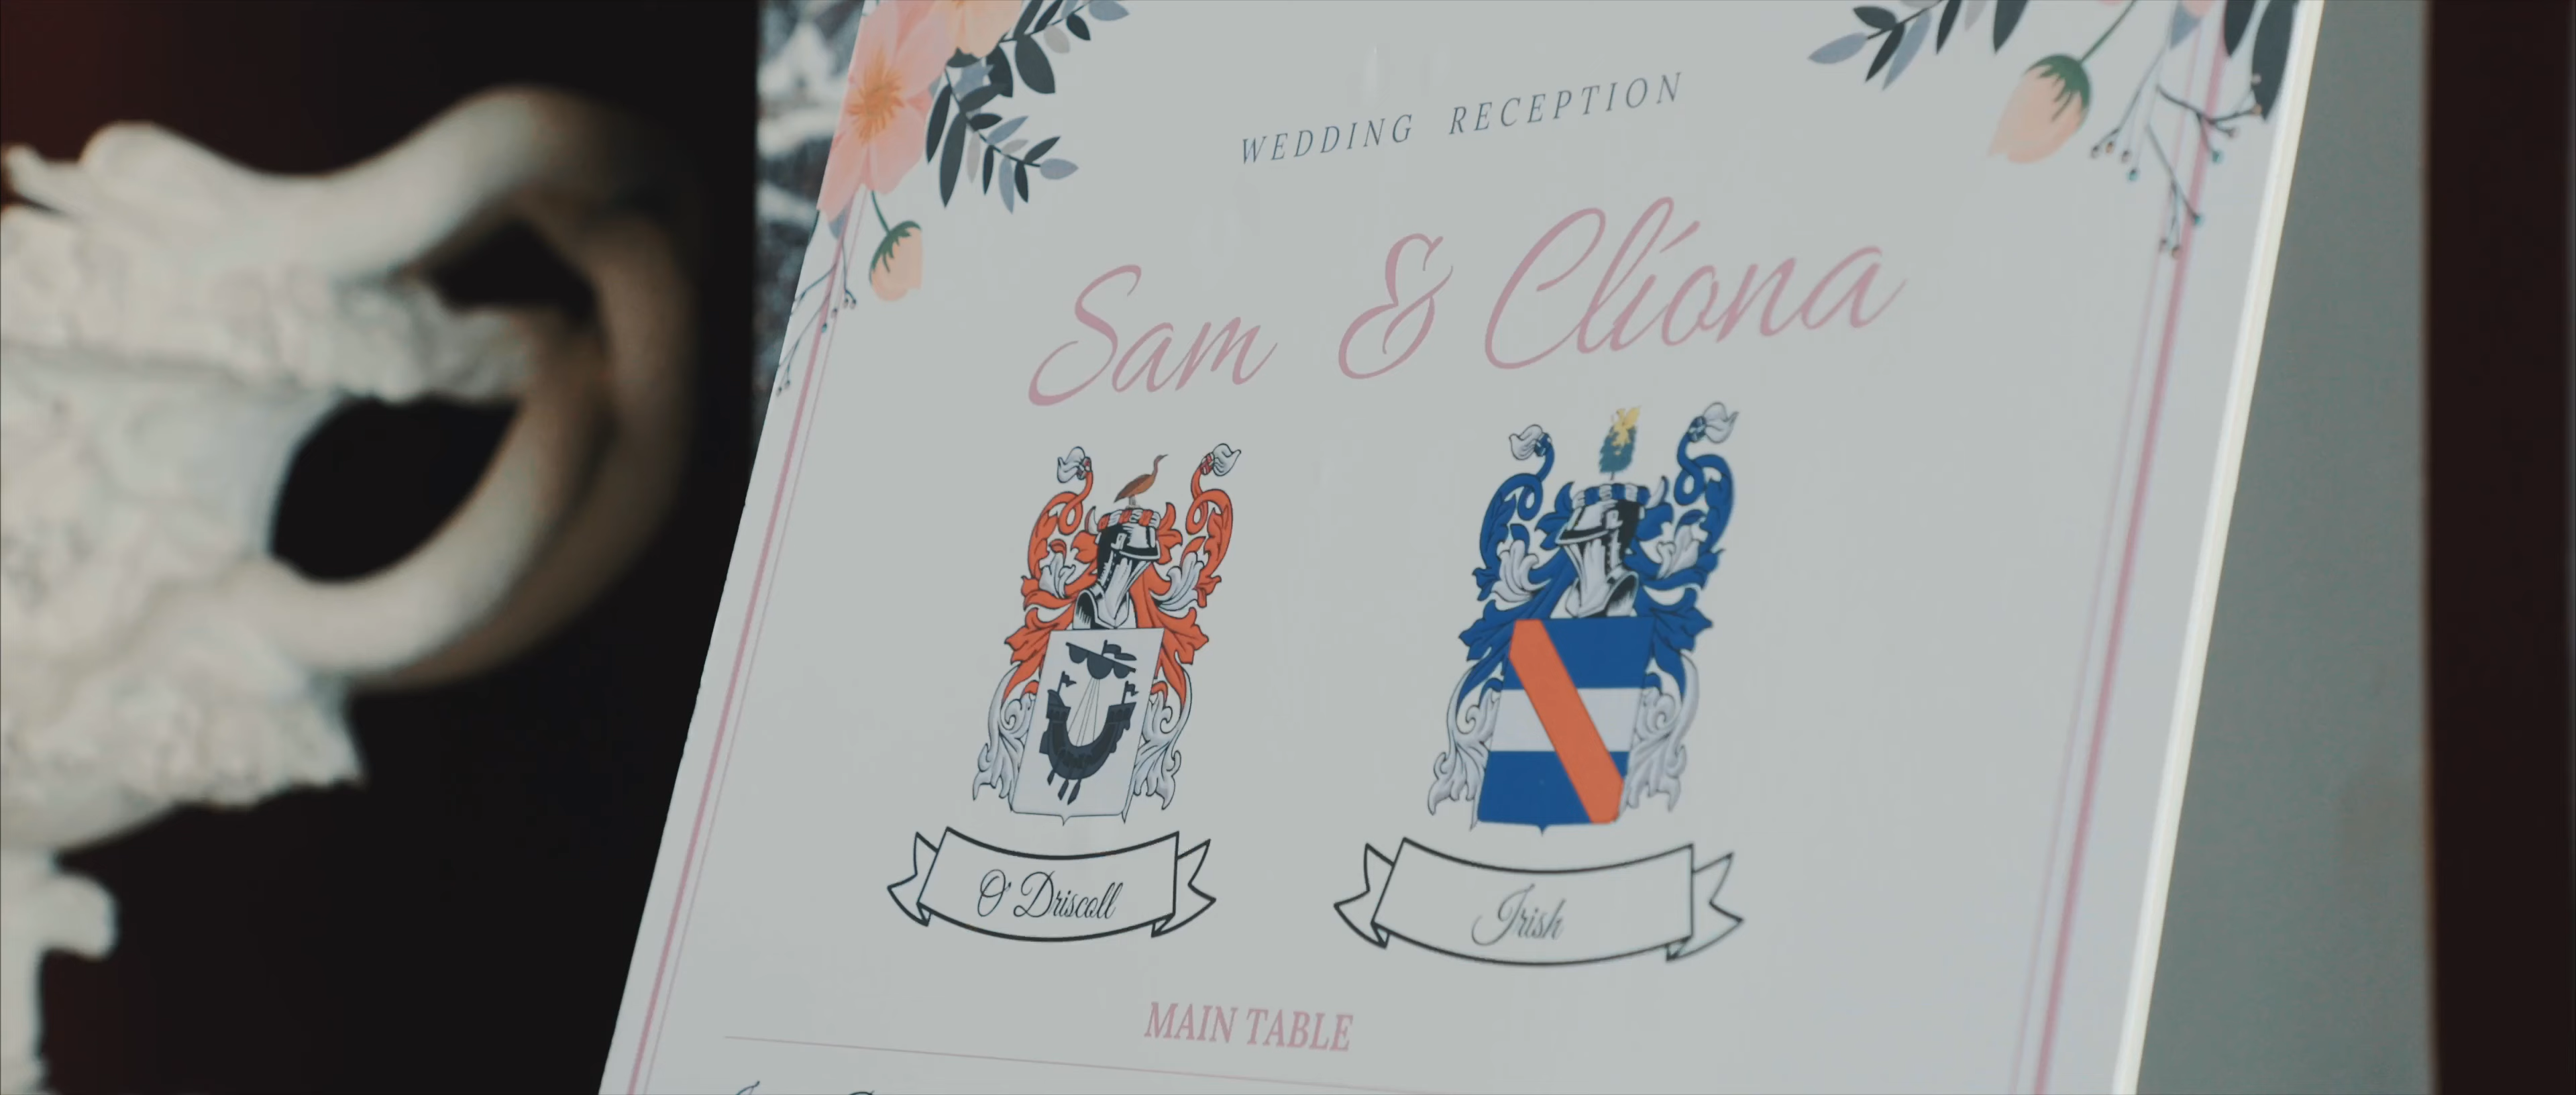 WEDDING RECEPTION
Sam & Clíona
O' Driscoll
Irish
MAIN TABLE